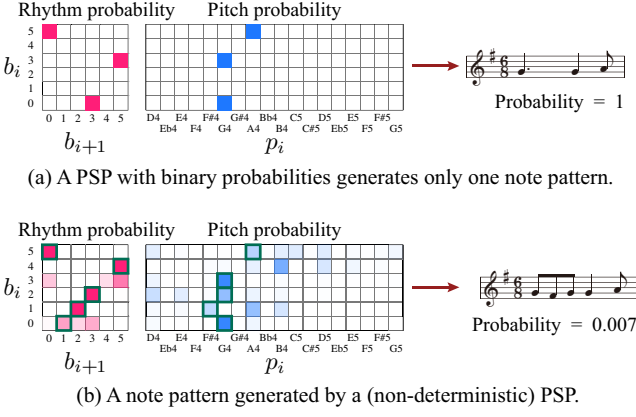 Rhythm probability Pitch probability
5
4
3
2
1
0
b_i
0 1 2 3 4 5
D4 E4 F#4 G#4 Bb4 C5 D5 E5 F#5
Eb4 F4 G4 A4 B4 C#5 Eb5 F5 G5
b_{i+1} p_i
6
8
Probability = 1
(a) A PSP with binary probabilities generates only one note pattern.
Rhythm probability Pitch probability
5
4
3
2
1
0
b_i
0 1 2 3 4 5
D4 E4 F#4 G#4 Bb4 C5 D5 E5 F#5
Eb4 F4 G4 A4 B4 C#5 Eb5 F5 G5
b_{i+1} p_i
6
8
Probability = 0.007
(b) A note pattern generated by a (non-deterministic) PSP.